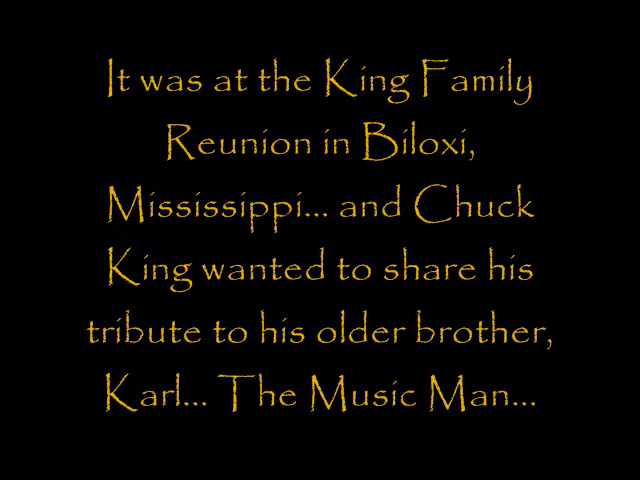 It was at the King Family
Reunion in Biloxi,
Mississippi... and Chuck
King wanted to share his
tribute to his older brother,
Karl... The Music Man...